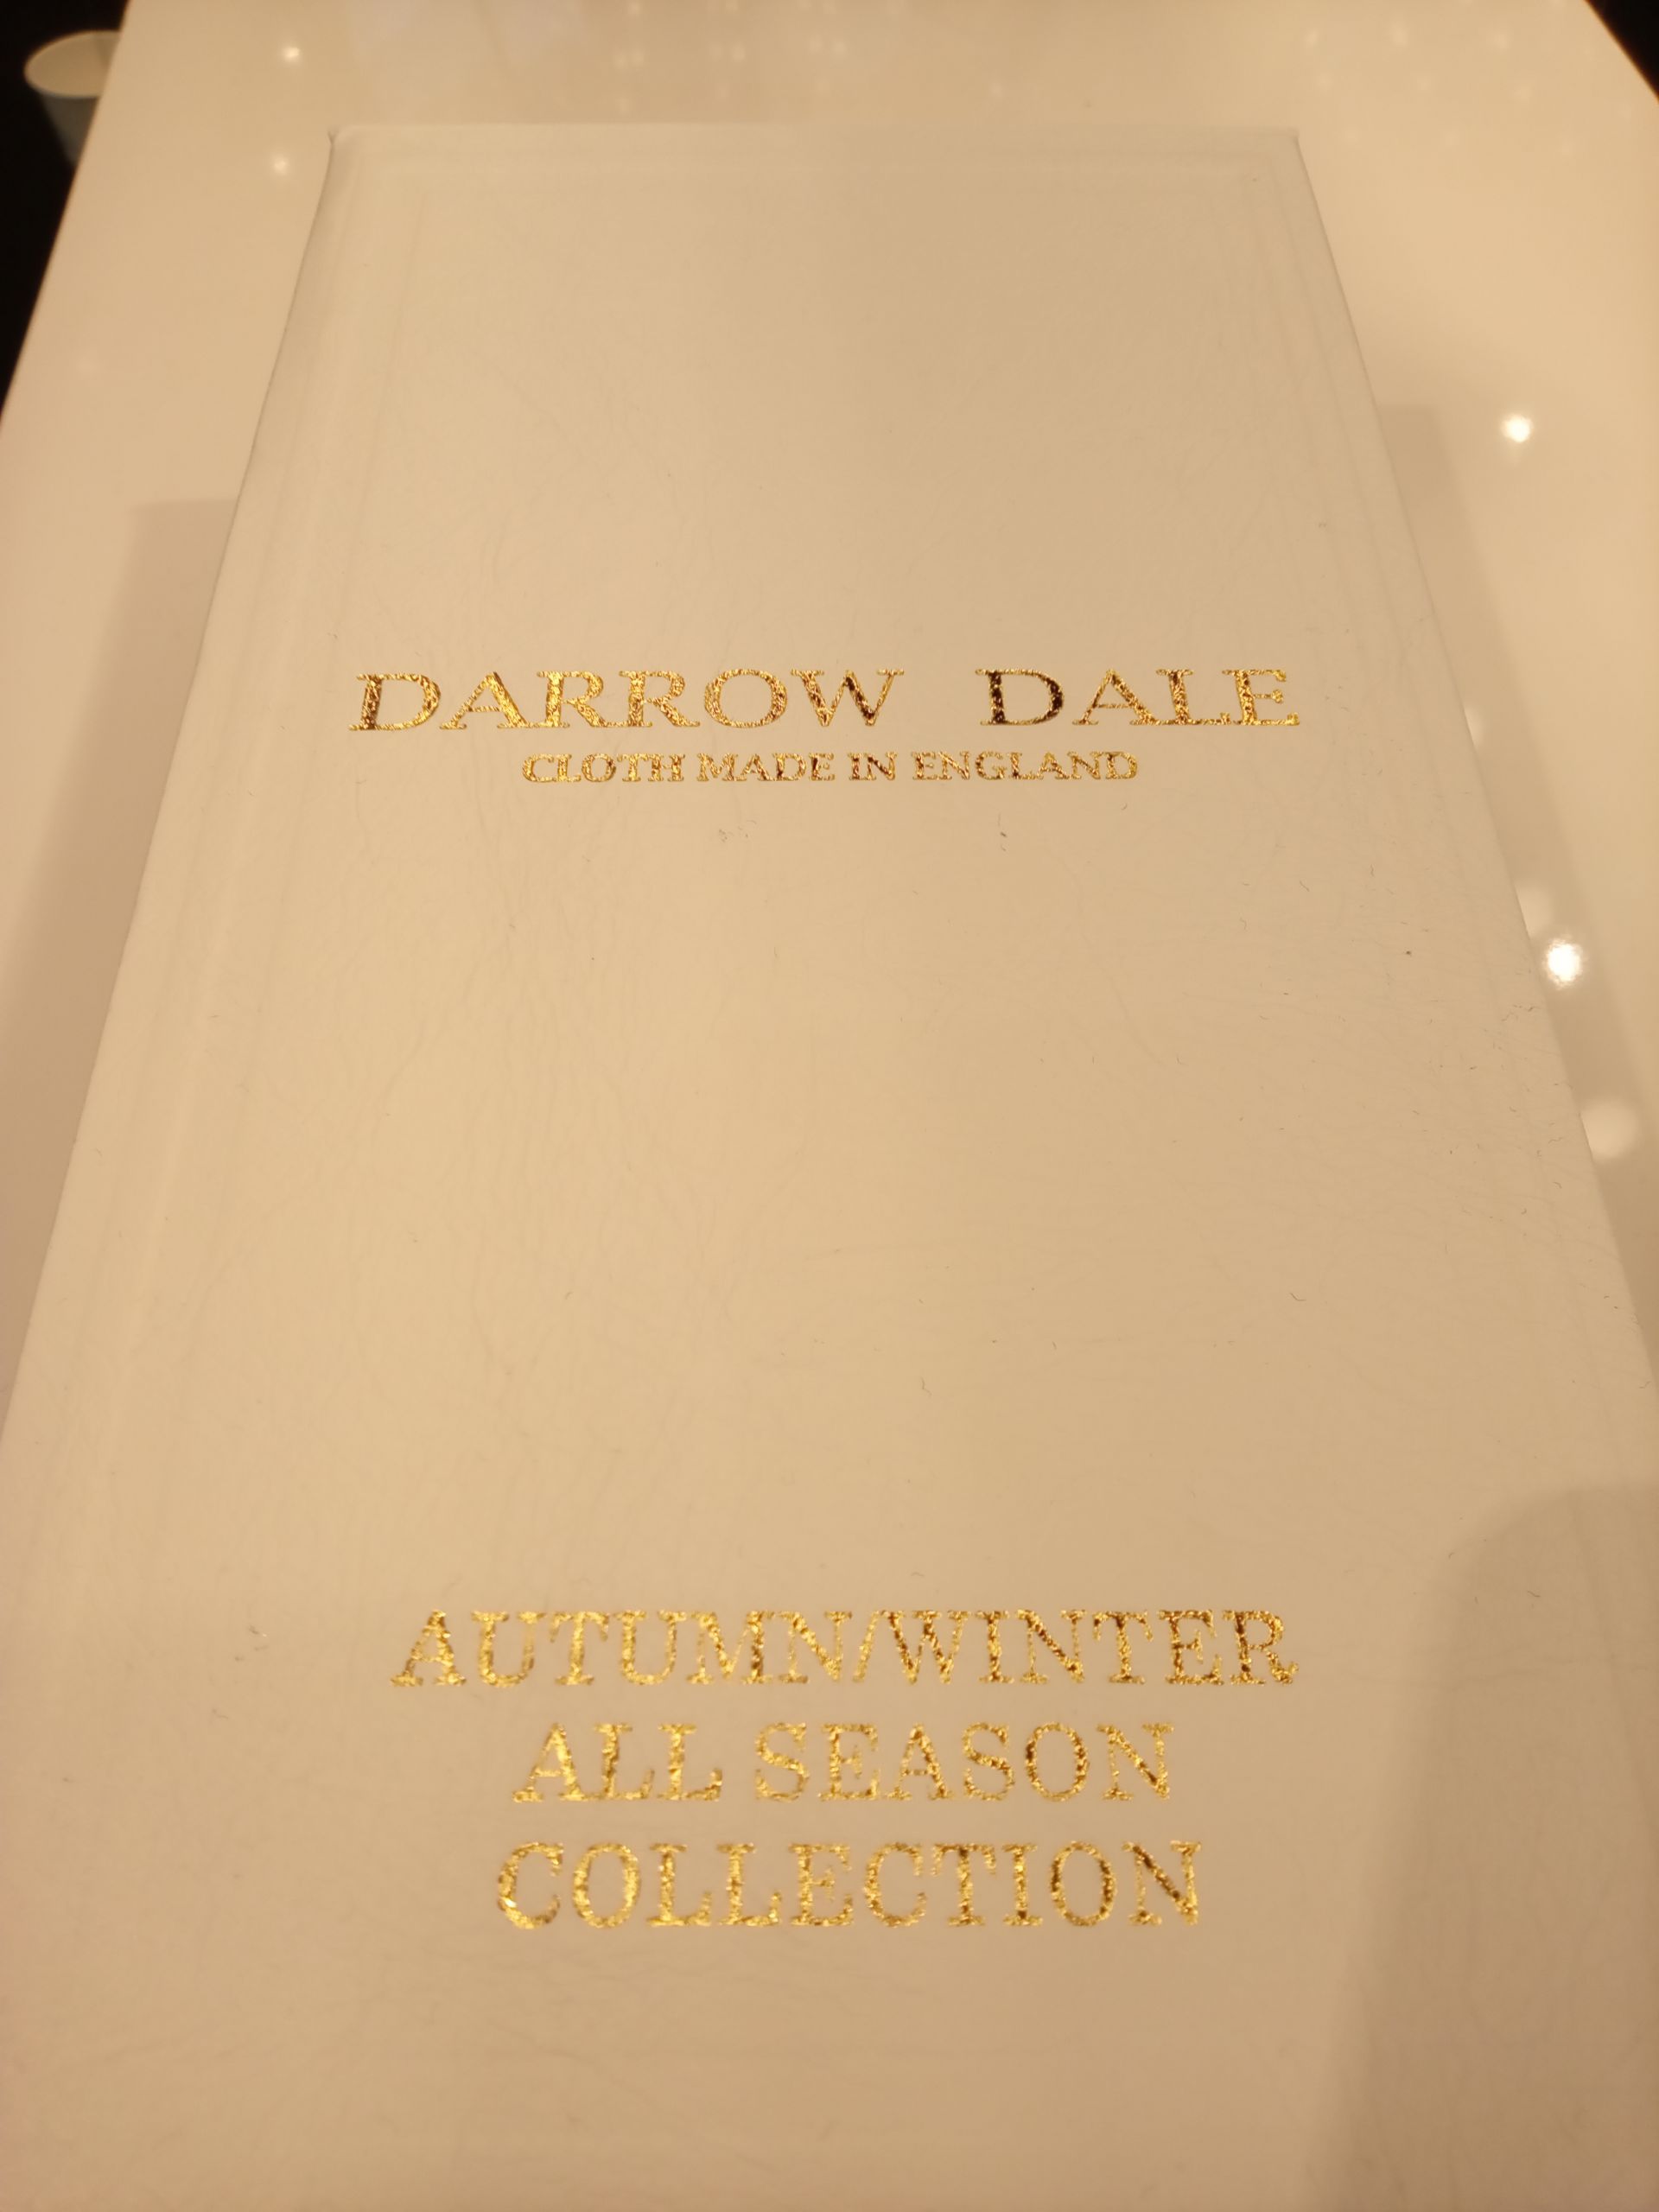 DARROW DALE
CLOTH MADE IN ENGLAND
AUTUMN/WINTER
ALL SEASON
COLLECTION